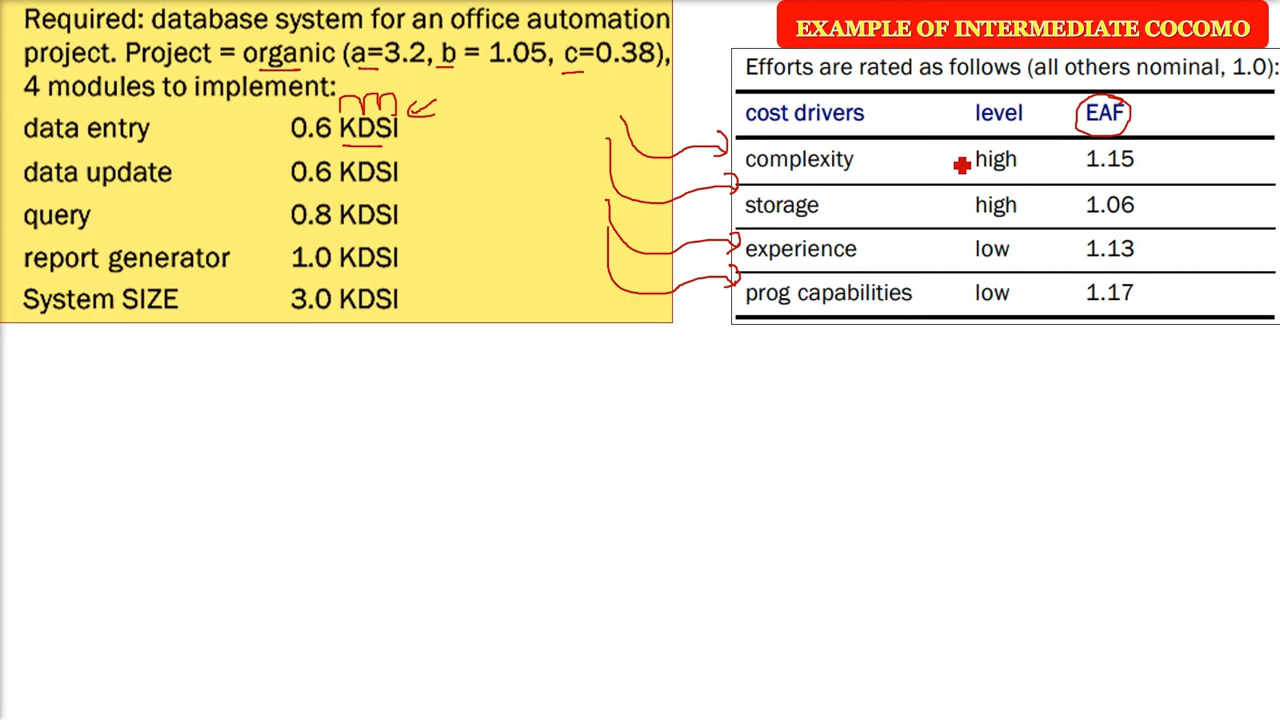 Required: database system for an office automation
project. Project = organic (a=3.2, b = 1.05, c=0.38),
4 modules to implement:
data entry 0.6 KDSI
data update 0.6 KDSI
query 0.8 KDSI
report generator 1.0 KDSI
System SIZE 3.0 KDSI
EXAMPLE OF INTERMEDIATE COCOMO
Efforts are rated as follows (all others nominal, 1.0):
cost drivers level EAF
complexity high 1.15
storage high 1.06
experience low 1.13
prog capabilities low 1.17